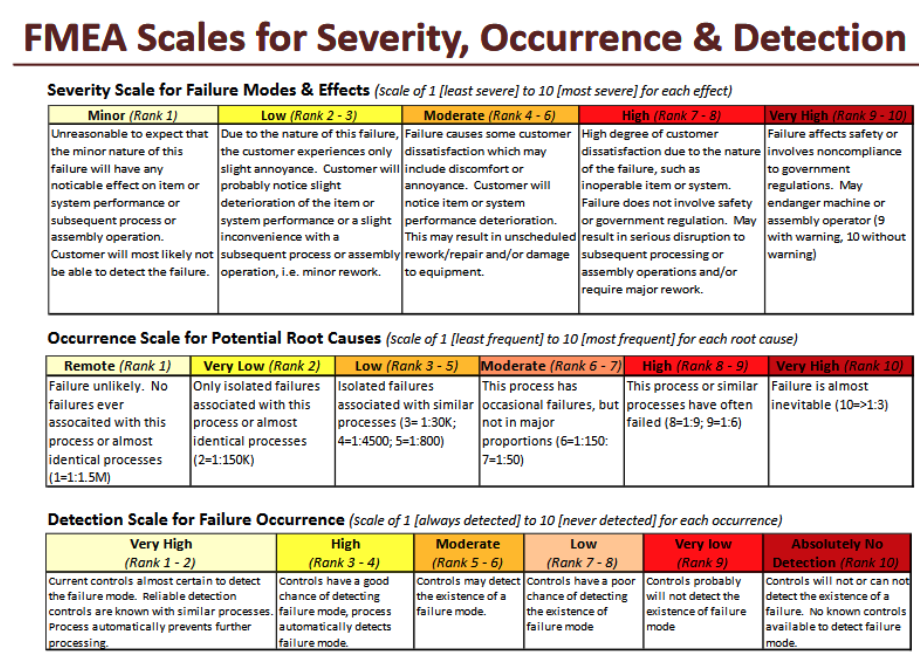 FMEA Scales for Severity, Occurrence & Detection
Severity Scale for Failure Modes & Effects (scale of 1 [least severe] to 10 [most severe] for each effect)
Minor (Rank 1)
Unreasonable to expect that
the minor nature of this
failure will have any
noticable effect on item or
system performance or
subsequent process or
assembly operation.
Customer will most likely not
be able to detect the failure.
Low (Rank 2 - 3)
Due to the nature of this failure,
the customer experiences only
slight annoyance. Customer will
probably notice slight
deterioration of the item or
system performance or a slight
inconvenience with a
subsequent process or assembly
operation, i.e. minor rework.
Moderate (Rank 4 - 6)
Failure causes some customer
dissatisfaction which may
include discomfort or
annoyance. Customer will
notice item or system
performance deterioration.
This may result in unscheduled
rework/repair and/or damage
to equipment.
High (Rank 7 - 8)
High degree of customer
dissatisfaction due to the nature
of the failure, such as
inoperable item or system.
Failure does not involve safety
or government regulation. May
result in serious disruption to
subsequent processing or
assembly operations and/or
require major rework.
Very High (Rank 9 - 10)
Failure affects safety or
involves noncompliance
to government
regulations. May
endanger machine or
assembly operator (9
with warning, 10 without
warning)
Occurrence Scale for Potential Root Causes (scale of 1 [least frequent] to 10 [most frequent] for each root cause)
Remote (Rank 1)
Failure unlikely. No
failures ever
assocaited with this
process or almost
identical processes
(1=1:1.5M)
Very Low (Rank 2)
Only isolated failures
associated with this
process or almost
identical processes
(2=1:150K)
Low (Rank 3 - 5)
Isolated failures
associated with similar
processes (3= 1:30K;
4=1:4500; 5=1:800)
Moderate (Rank 6 - 7)
This process has
occasional failures, but
not in major
proportions (6=1:150:
7=1:50)
High (Rank 8 - 9)
This process or similar
processes have often
failed (8=1:9; 9=1:6)
Very High (Rank 10)
Failure is almost
inevitable (10=>1:3)
Detection Scale for Failure Occurrence (scale of 1 [always detected] to 10 [never detected] for each occurrence)
Very High
(Rank 1 - 2)
Current controls almost certain to detect
the failure mode. Reliable detection
controls are known with similar processes.
Process automatically prevents further
processing.
High
(Rank 3 - 4)
Controls have a good
chance of detecting
failure mode, process
automatically detects
failure mode.
Moderate
(Rank 5 - 6)
Controls may detect
the existence of a
failure mode.
Low
(Rank 7 - 8)
Controls have a poor
chance of detecting
the existence of
failure mode
Very low
(Rank 9)
Controls probably
will not detect the
existence of failure
mode
Absolutely No
Detection (Rank 10)
Controls will not or can not
detect the existence of a
failure. No known controls
available to detect failure
mode.